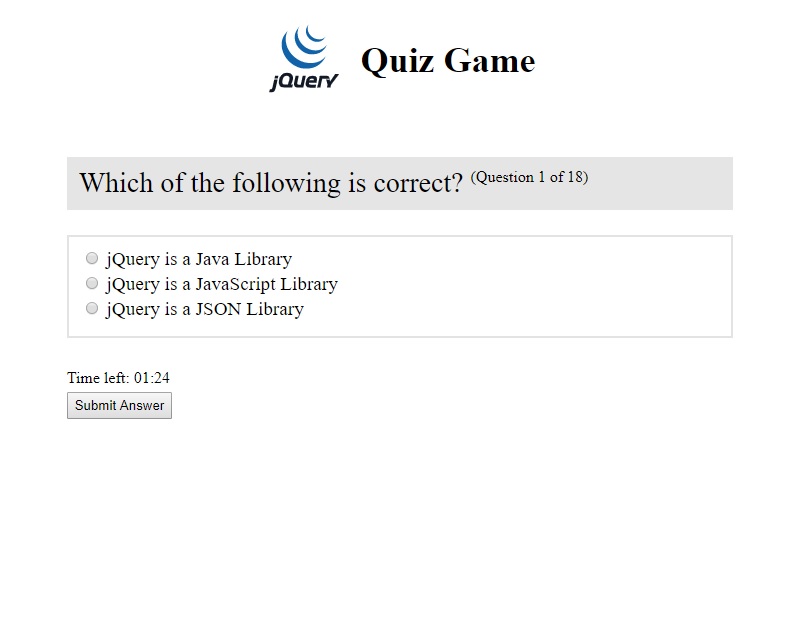 jQuery
Quiz Game
Which of the following is correct? (Question 1 of 18)
jQuery is a Java Library
jQuery is a JavaScript Library
jQuery is a JSON Library
Time left: 01:24
Submit Answer